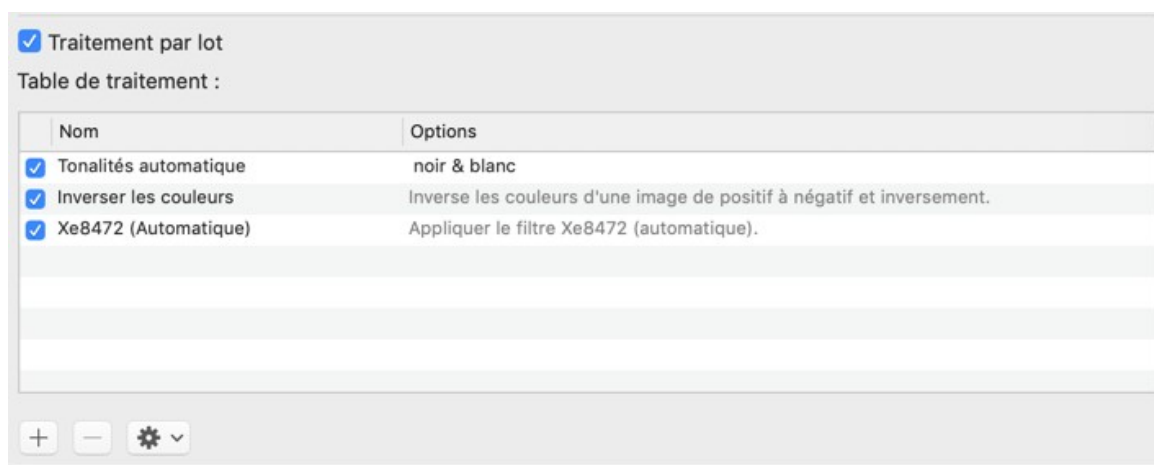 Traitement par lot
Table de traitement :
Nom Options
Tonalités automatique noir & blanc
Inverser les couleurs Inverse les couleurs d'une image de positif à négatif et inversement.
Xe8472 (Automatique) Appliquer le filtre Xe8472 (automatique).